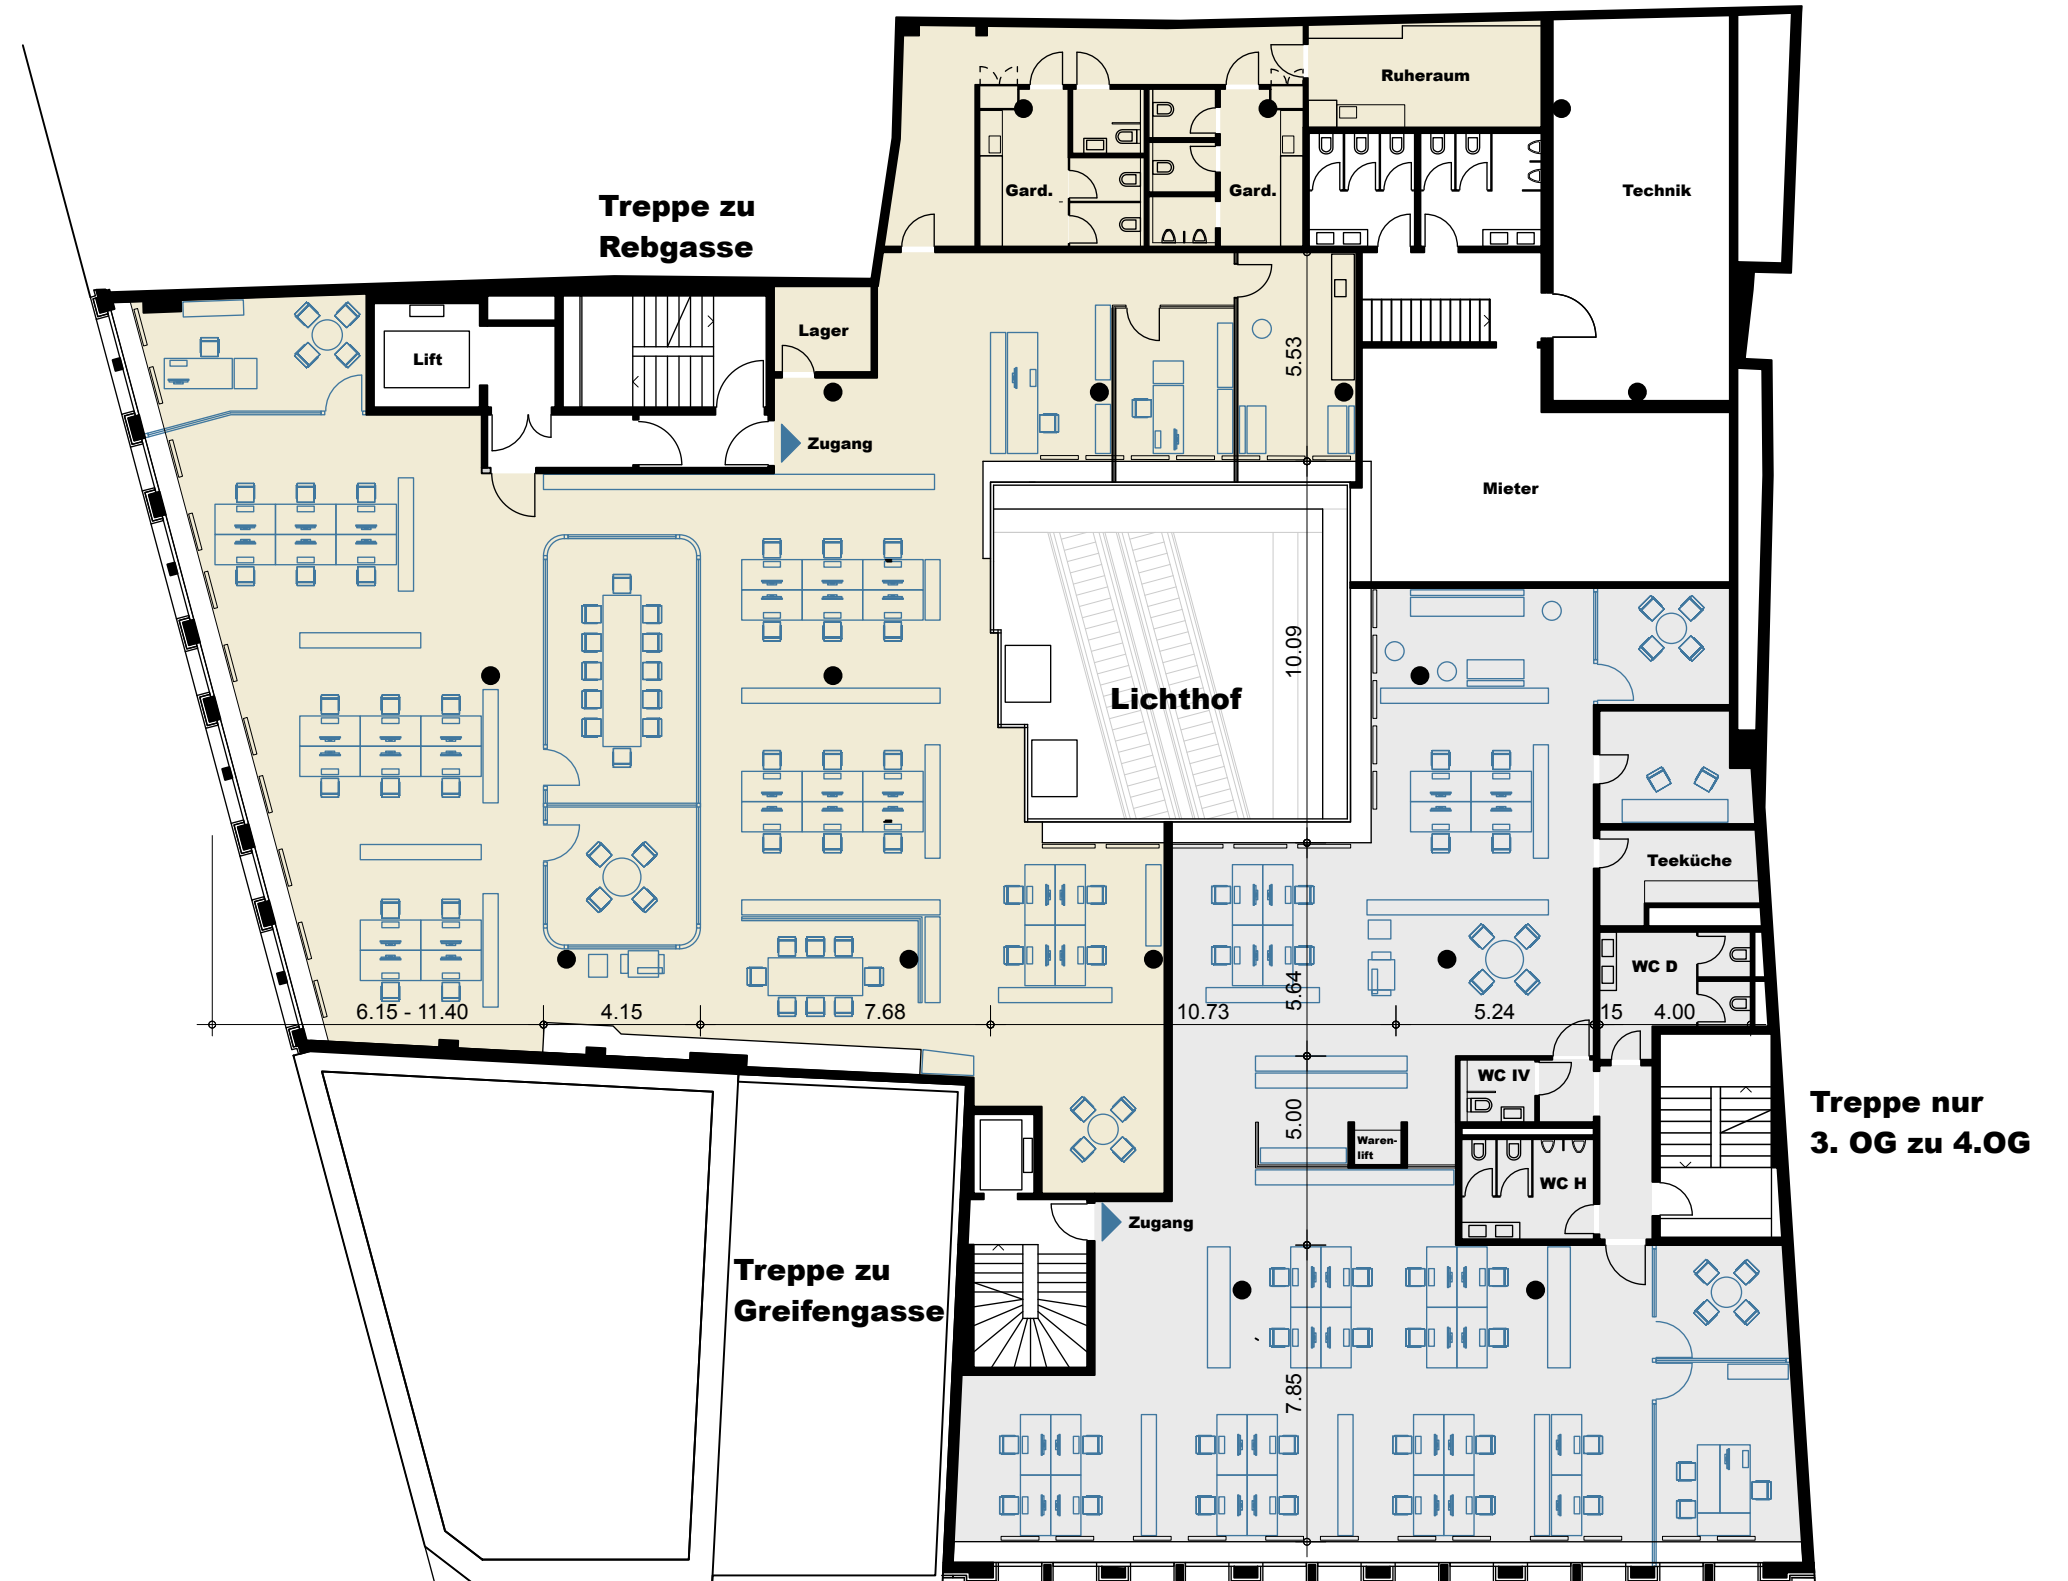 Ruheraum
Technik
Gard.
Gard.
Treppe zu
Rebgasse
Lager
Lift
5.53
Zugang
Mieter
10.09
Lichthof
Teeküche
WC D
5.64
6.15 - 11.40
4.15
7.68
10.73
5.24
15
4.00
WC IV
Treppe nur
3. OG zu 4.OG
5.00
Waren-
lift
WC H
Zugang
Treppe zu
Greifengasse
7.85